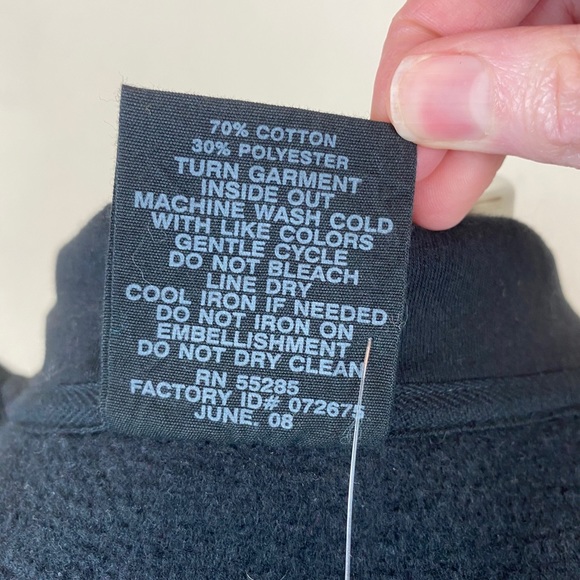 70% COTTON
30% POLYESTER
TURN GARMENT
INSIDE OUT
MACHINE WASH COLD
WITH LIKE COLORS
GENTLE CYCLE
DO NOT BLEACH
LINE DRY
COOL IRON IF NEEDED
DO NOT IRON ON
EMBELLISHMENT
DO NOT DRY CLEAN
RN 55285
FACTORY ID# 072675
JUNE. 08